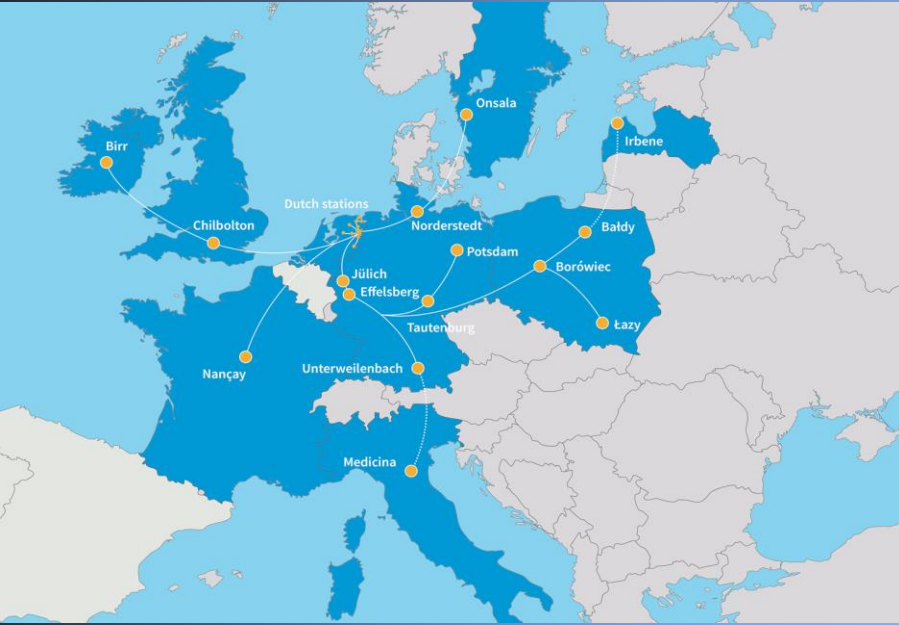 Onsala
Irbene
Birr
Dutch stations
Chilbolton
Norderstedt
Bałdy
Potsdam
Borówiec
Jülich
Effelsberg
Tautenburg
Łazy
Nançay
Unterweilenbach
Medicina